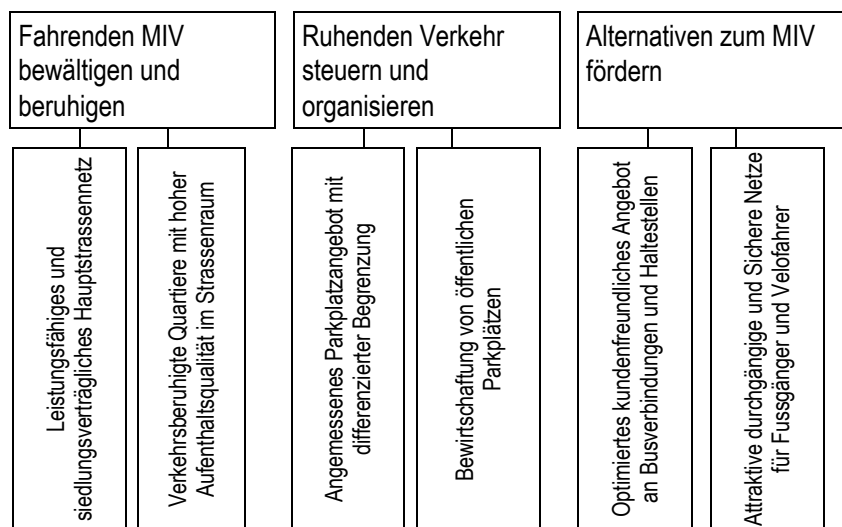 Fahrenden MIV
bewältigen und
beruhigen
Ruhenden Verkehr
steuern und
organisieren
Alternativen zum MIV
fördern
Leistungsfähiges und
siedlungsverträgliches Hauptstrassennetz
Verkehrsberuhigte Quartiere mit hoher
Aufenthaltsqualität im Strassenraum
Angemessenes Parkplatzangebot mit
differenzierter Begrenzung
Bewirtschaftung von öffentlichen
Parkplätzen
Optimiertes kundenfreundliches Angebot
an Busverbindungen und Haltestellen
Attraktive durchgängige und Sichere Netze
für Fussgänger und Velofahrer